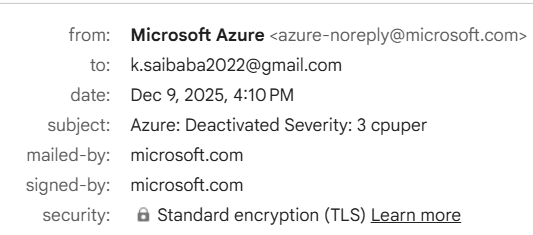 from: Microsoft Azure <azure-noreply@microsoft.com>
to: k.saibaba2022@gmail.com
date: Dec 9, 2025, 4:10 PM
subject: Azure: Deactivated Severity: 3 cpuper
mailed-by: microsoft.com
signed-by: microsoft.com
security: Standard encryption (TLS) Learn more